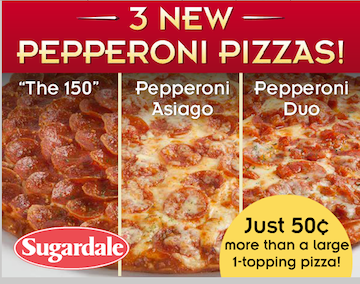 3 NEW
PEPPERONI PIZZAS!
“The 150”
Pepperoni
Asiago
Pepperoni
Duo
Sugardale
Just 50¢
more than a large
1-topping pizza!